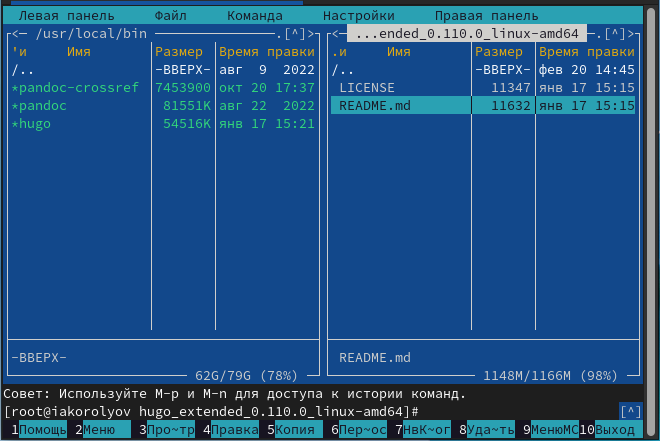 Левая панель Файл Команда Настройки Правая панель
<— /usr/local/bin .[^]> <— ...ended_0.110.0_linux-amd64 .[^]>
'и Имя Размер Время правки .и Имя Размер Время правки
/.. -ВВЕРХ- авг 9 2022 /.. -ВВЕРХ- фев 20 14:45
*pandoc-crossref 7453900 окт 20 17:37 LICENSE 11347 янв 17 15:15
*pandoc 81551K авг 22 2022 README.md 11632 янв 17 15:15
*hugo 54516K янв 17 15:21
-ВВЕРХ- README.md
62G/79G (78%) 1148M/1166M (98%)
Совет: Используйте M-p и M-n для доступа к истории команд.
[root@iakorolyov hugo_extended_0.110.0_linux-amd64]# [^]
1Помощь 2Меню 3Про~тр 4Правка 5Копия 6Пер~ос 7НвК~ог 8Уда~ть 9МенюMC 10Выход